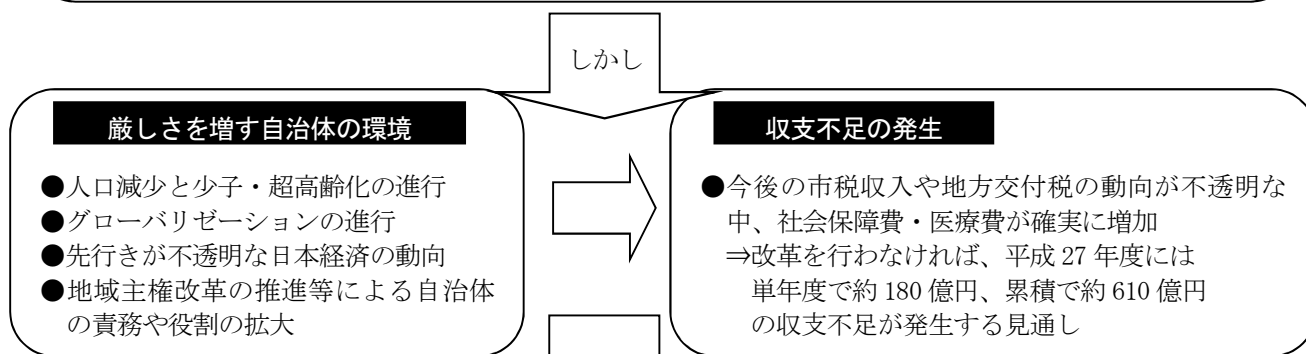 しかし
厳しさを増す自治体の環境
●人口減少と少子・超高齢化の進行
●グローバリゼーションの進行
●先行きが不透明な日本経済の動向
●地域主権改革の推進等による自治体
の責務や役割の拡大
収支不足の発生
●今後の市税収入や地方交付税の動向が不透明な
中、社会保障費・医療費が確実に増加
⇒改革を行わなければ、平成 27 年度には
単年度で約 180 億円、累積で約 610 億円
の収支不足が発生する見通し